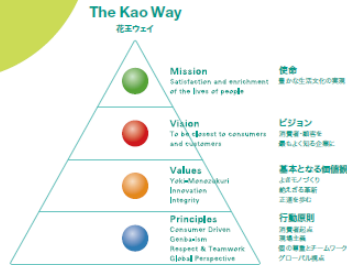 The Kao Way
花王ウェイ
Mission
Satisfaction and enrichment
of the lives of people
使命
豊かな生活文化の実現
Vision
To be closest to consumers
and customers
ビジョン
消費者・顧客を
最もよく知る企業に
Values
Yoki-Monozukuri
Innovation
Integrity
基本となる価値観
よきモノづくり
絶えざる革新
正道を歩む
Principles
Consumer Driven
Genba-ism
Respect & Teamwork
Global Perspective
行動原則
消費者起点
現場主義
個の尊重とチームワーク
グローバル視点